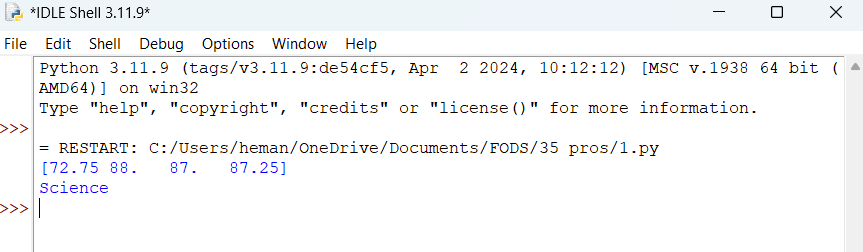 *IDLE Shell 3.11.9*
File Edit Shell Debug Options Window Help
Python 3.11.9 (tags/v3.11.9:de54cf5, Apr  2 2024, 10:12:12) [MSC v.1938 64 bit (
AMD64)] on win32
Type "help", "copyright", "credits" or "license()" for more information.
>>>
= RESTART: C:/Users/heman/OneDrive/Documents/FODS/35 pros/1.py
[72.75 88.   87.   87.25]
Science
>>>